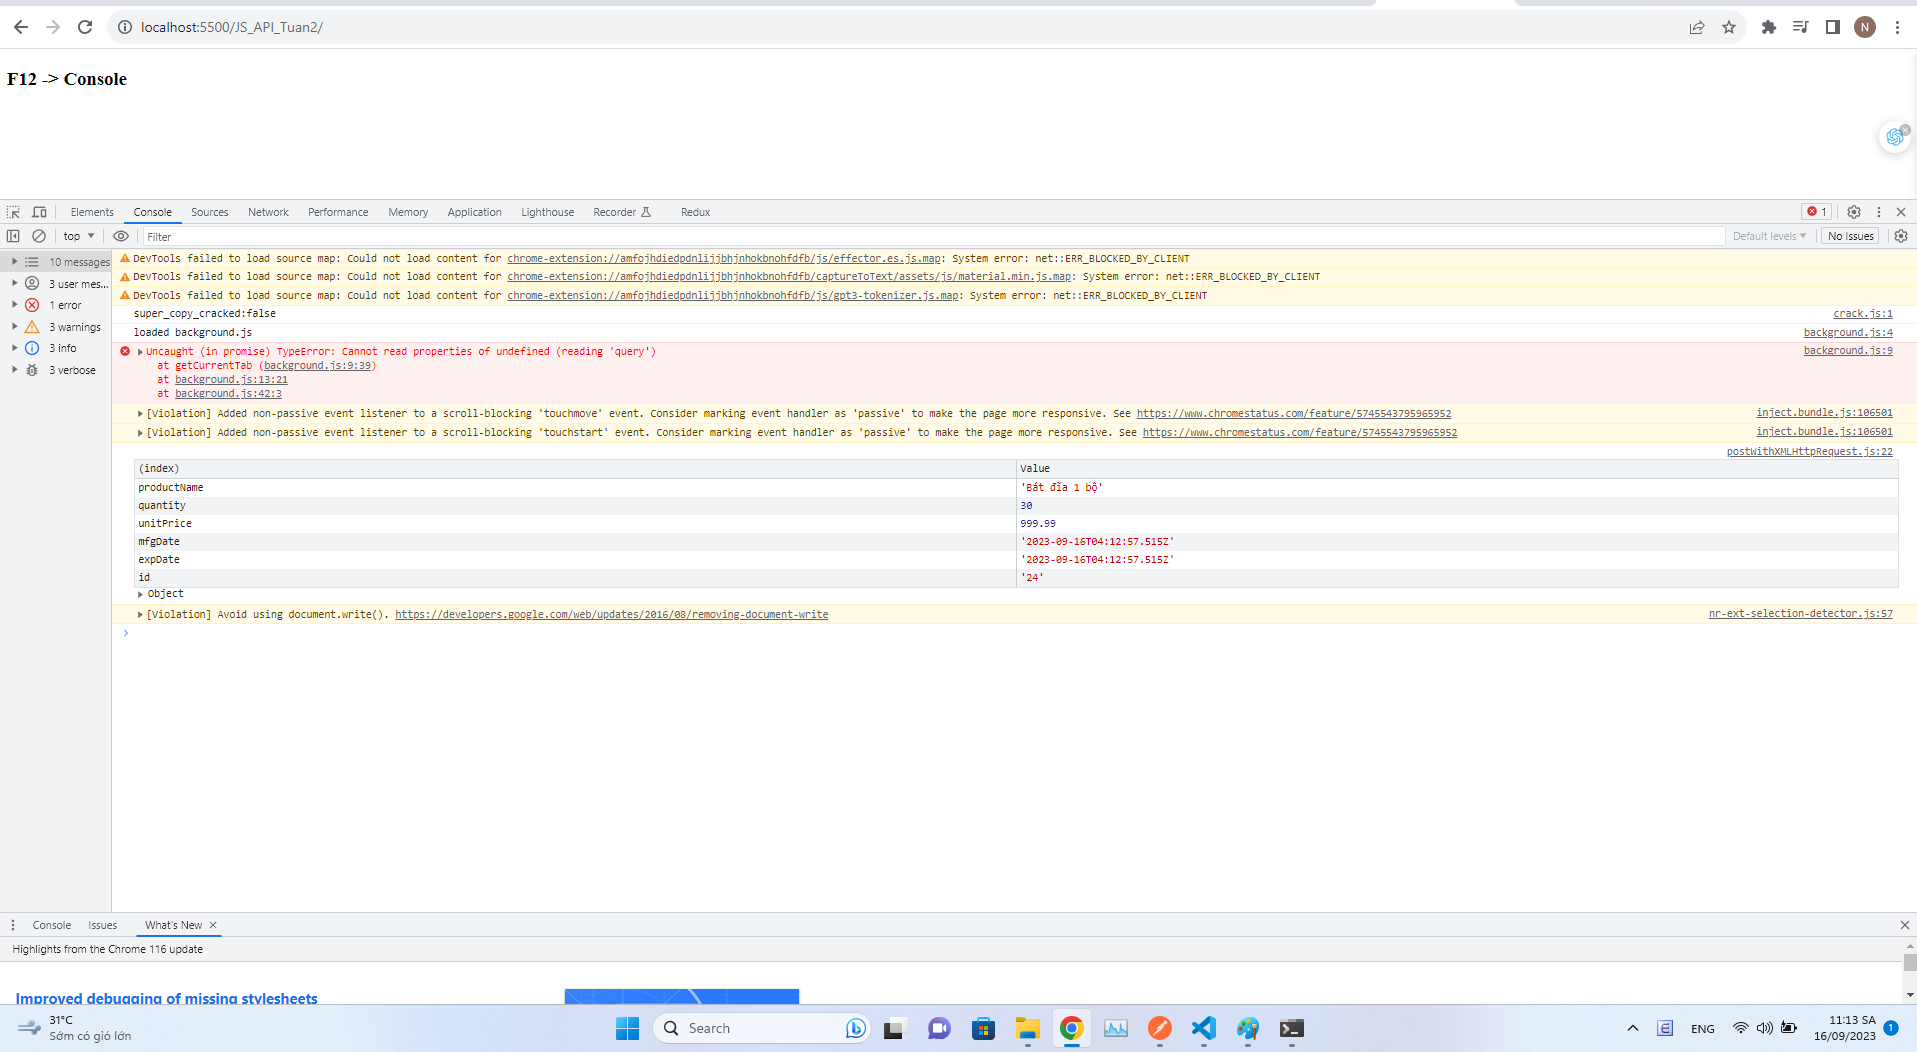 localhost:5500/JS_API_Tuan2/
N
F12 -> Console
Elements Console Sources Network Performance Memory Application Lighthouse Recorder Redux
1
top
Filter
Default levels
No Issues
10 messages
3 user mes...
1 error
3 warnings
3 info
3 verbose
DevTools failed to load source map: Could not load content for chrome-extension://amfojhdiedpdnlijjbhjnhokbnohfdfb/js/effector.es.js.map: System error: net::ERR_BLOCKED_BY_CLIENT
DevTools failed to load source map: Could not load content for chrome-extension://amfojhdiedpdnlijjbhjnhokbnohfdfb/captureToText/assets/js/material.min.js.map: System error: net::ERR_BLOCKED_BY_CLIENT
DevTools failed to load source map: Could not load content for chrome-extension://amfojhdiedpdnlijjbhjnhokbnohfdfb/js/gpt3-tokenizer.js.map: System error: net::ERR_BLOCKED_BY_CLIENT
super_copy_cracked:false crack.js:1
loaded background.js background.js:4
Uncaught (in promise) TypeError: Cannot read properties of undefined (reading 'query') background.js:9
at getCurrentTab (background.js:9:39)
at background.js:13:21
at background.js:42:3
[Violation] Added non-passive event listener to a scroll-blocking 'touchmove' event. Consider marking event handler as 'passive' to make the page more responsive. See https://www.chromestatus.com/feature/5745543795965952 inject.bundle.js:106501
[Violation] Added non-passive event listener to a scroll-blocking 'touchstart' event. Consider marking event handler as 'passive' to make the page more responsive. See https://www.chromestatus.com/feature/5745543795965952 inject.bundle.js:106501
postWithXMLHttpRequest.js:22
(index) Value
productName 'Bát đĩa 1 bộ'
quantity 30
unitPrice 999.99
mfgDate '2023-09-16T04:12:57.515Z'
expDate '2023-09-16T04:12:57.515Z'
id '24'
Object
[Violation] Avoid using document.write(). https://developers.google.com/web/updates/2016/08/removing-document-write nr-ext-selection-detector.js:57
Console Issues What's New
Highlights from the Chrome 116 update
Improved debugging of missing stylesheets
31°C
Sớm có gió lớn
Search
ENG
11:13 SA
16/09/2023
1